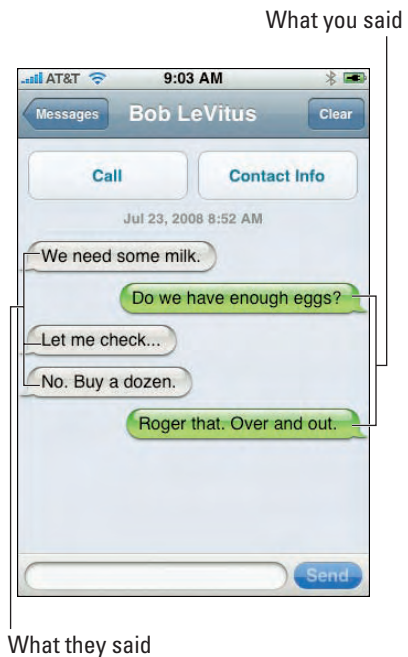 What you said
AT&T 9:03 AM
Messages Bob LeVitus Clear
Call Contact Info
Jul 23, 2008 8:52 AM
We need some milk.
Do we have enough eggs?
Let me check...
No. Buy a dozen.
Roger that. Over and out.
Send
What they said